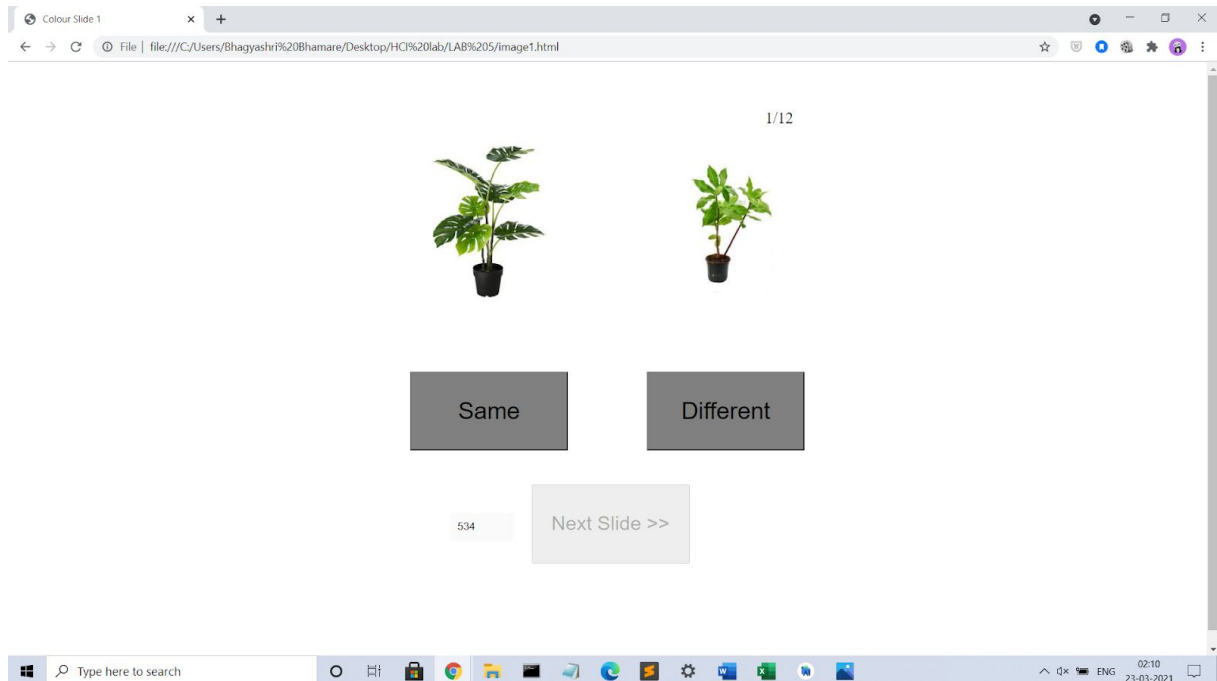 Colour Slide 1
File | file:///C:/Users/Bhagyashri%20Bhamare/Desktop/HCI%20lab/LAB%205/image1.html
1/12
Same
Different
534
Next Slide >>
Type here to search
ENG
02:10
23-03-2021